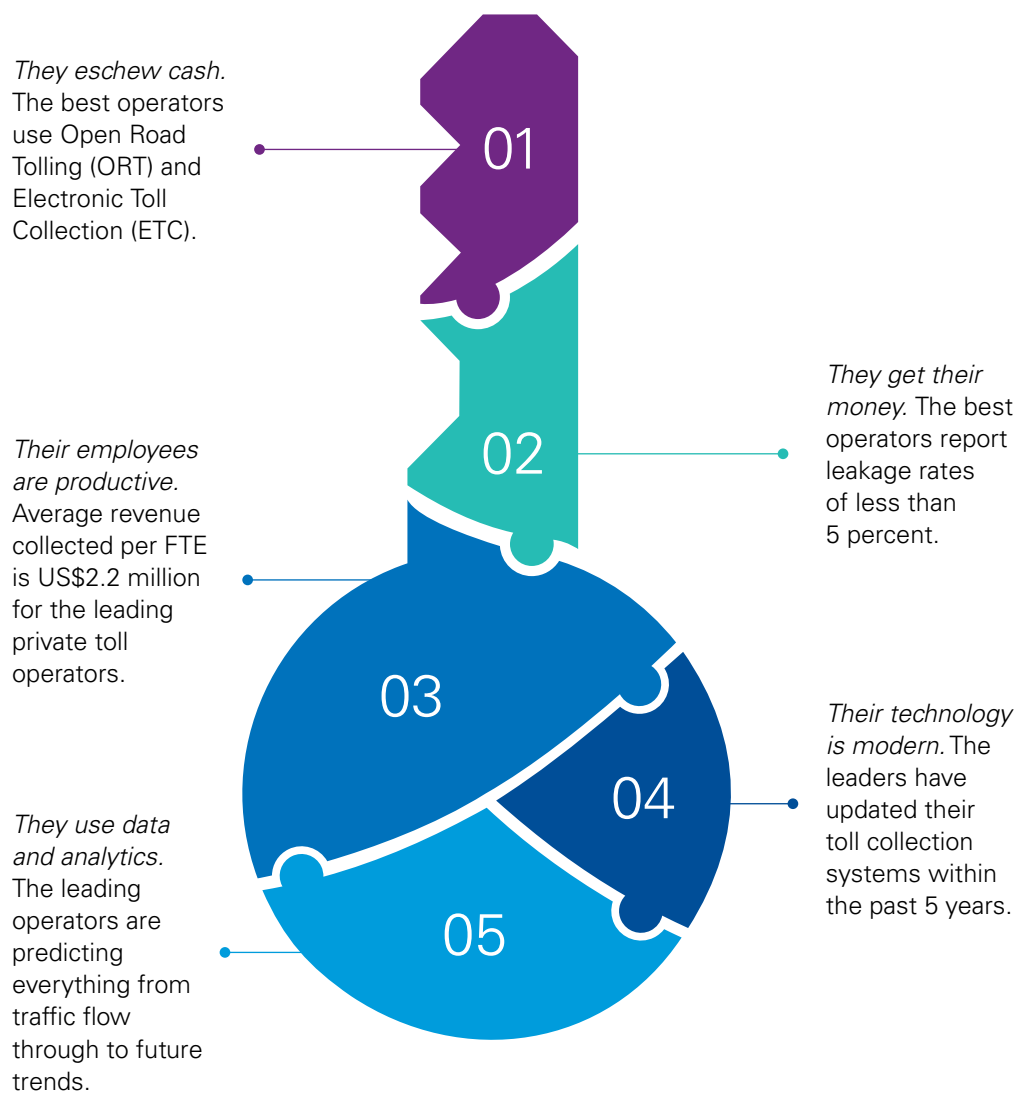 They eschew cash.
The best operators
use Open Road
Tolling (ORT) and
Electronic Toll
Collection (ETC).
01
They get their
money. The best
operators report
leakage rates
of less than
5 percent.
02
Their employees
are productive.
Average revenue
collected per FTE
is US$2.2 million
for the leading
private toll
operators.
03
Their technology
is modern. The
leaders have
updated their
toll collection
systems within
the past 5 years.
04
They use data
and analytics.
The leading
operators are
predicting
everything from
traffic flow
through to future
trends.
05